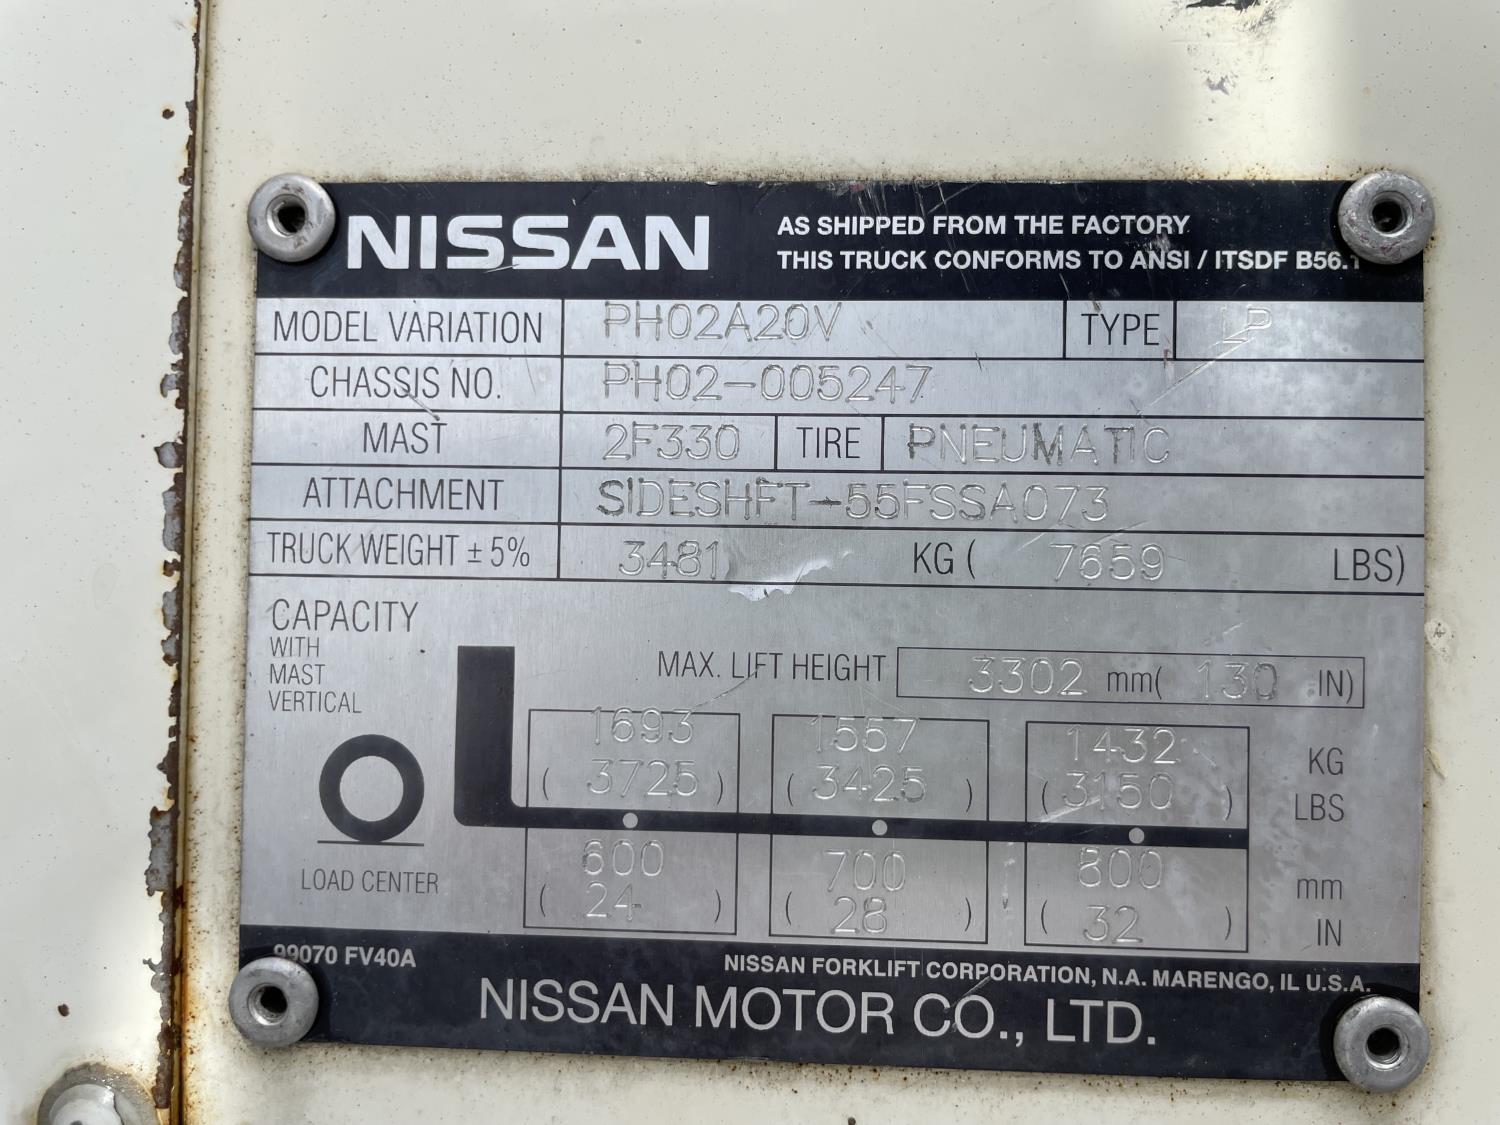 NISSAN
AS SHIPPED FROM THE FACTORY
THIS TRUCK CONFORMS TO ANSI / ITSDF B56.1
MODEL VARIATION PH02A20V TYPE LP
CHASSIS NO. PH02-005247
MAST 2F330 TIRE PNEUMATIC
ATTACHMENT SIDESHFT-55FSSA073
TRUCK WEIGHT ± 5% 3481 KG ( 7659 LBS)
CAPACITY
WITH
MAST
VERTICAL
MAX. LIFT HEIGHT 3302 mm( 130 IN)
1693 1557 1432 KG
( 3725 ) ( 3425 ) ( 3150 ) LBS
600 700 800 mm
LOAD CENTER
( 24 ) ( 28 ) ( 32 ) IN
99070 FV40A
NISSAN FORKLIFT CORPORATION, N.A. MARENGO, IL U.S.A.
NISSAN MOTOR CO., LTD.